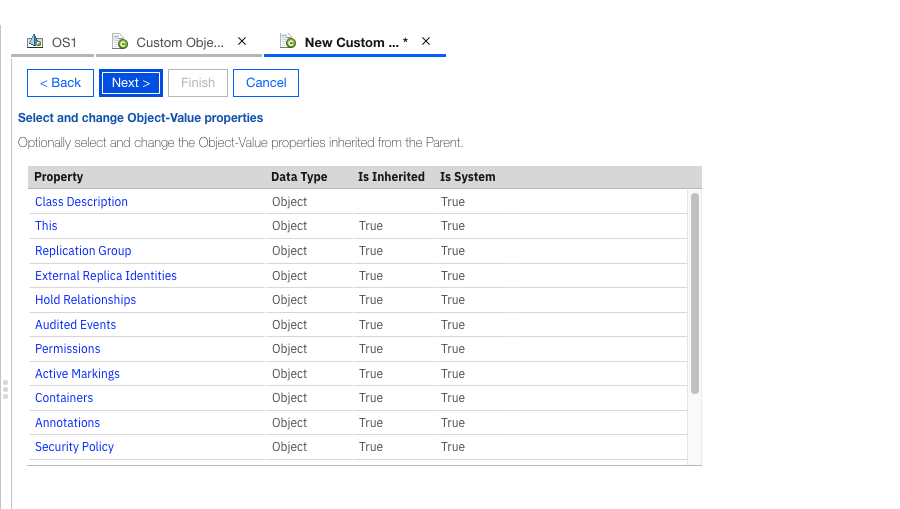 OS1 Custom Obje... × New Custom ... * ×
< Back Next > Finish Cancel
Select and change Object-Value properties
Optionally select and change the Object-Value properties inherited from the Parent.
Property Data Type Is Inherited Is System
Class Description Object True
This Object True True
Replication Group Object True True
External Replica Identities Object True True
Hold Relationships Object True True
Audited Events Object True True
Permissions Object True True
Active Markings Object True True
Containers Object True True
Annotations Object True True
Security Policy Object True True